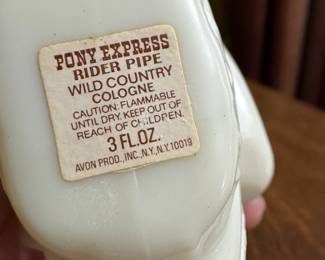 PONY EXPRESS
RIDER PIPE
WILD COUNTRY
COLOGNE
CAUTION: FLAMMABLE
UNTIL DRY. KEEP OUT OF
REACH OF CHILDREN.
3 FL.OZ.
AVON PROD., INC., N.Y., N.Y. 10019